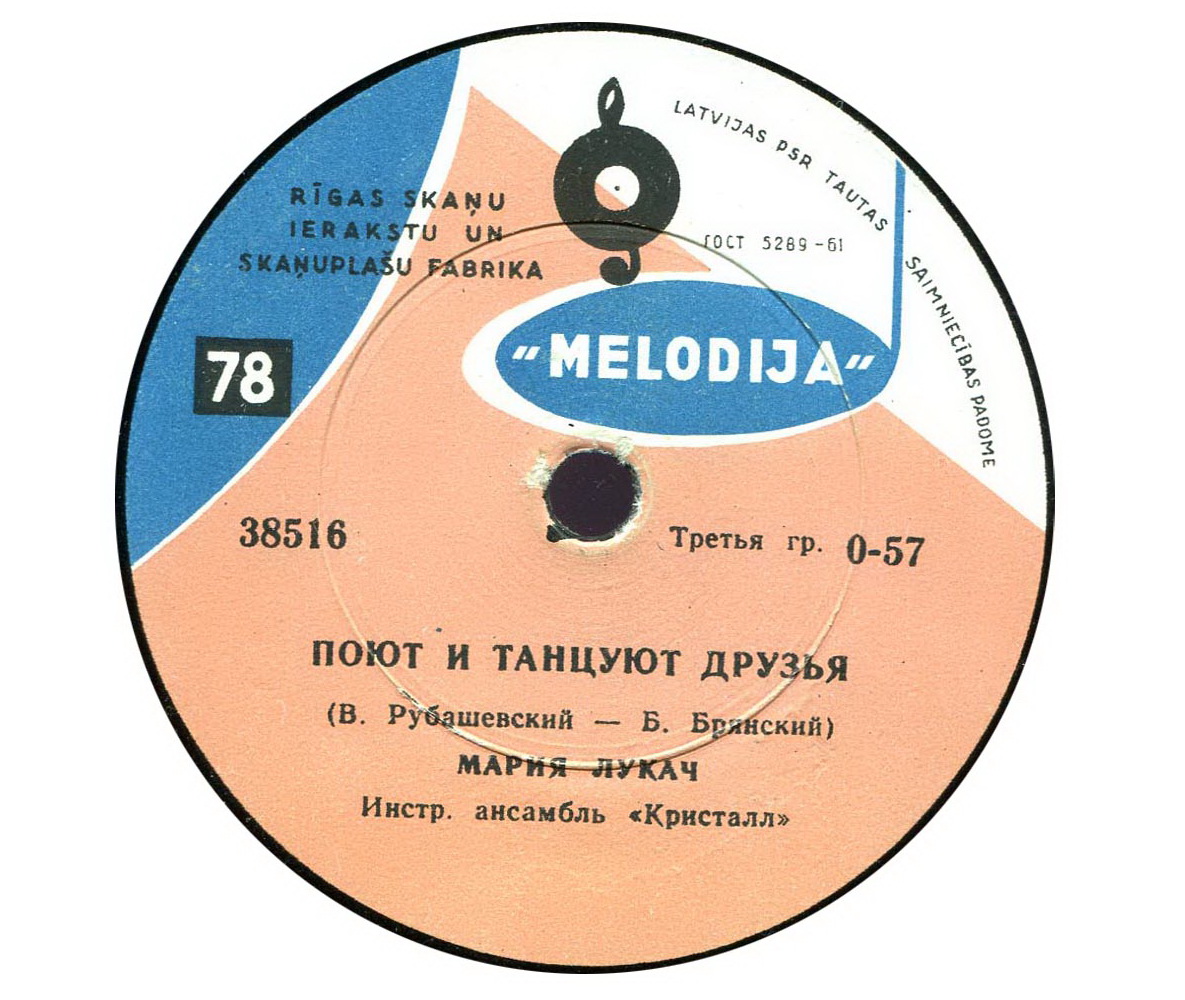 LATVIJAS PSR TAUTAS SAIMNIECĪBAS PADOME
RĪGAS SKAŅU
IERAKSTU UN
SKAŅUPLAŠU FABRIKA
ГОСТ 5289-61
"MELODIJA"
78
38516
Третья гр. 0-57
ПОЮТ И ТАНЦУЮТ ДРУЗЬЯ
(В. Рубашевский — Б. Брянский)
МАРИЯ ЛУКАЧ
Инстр. ансамбль «Кристалл»